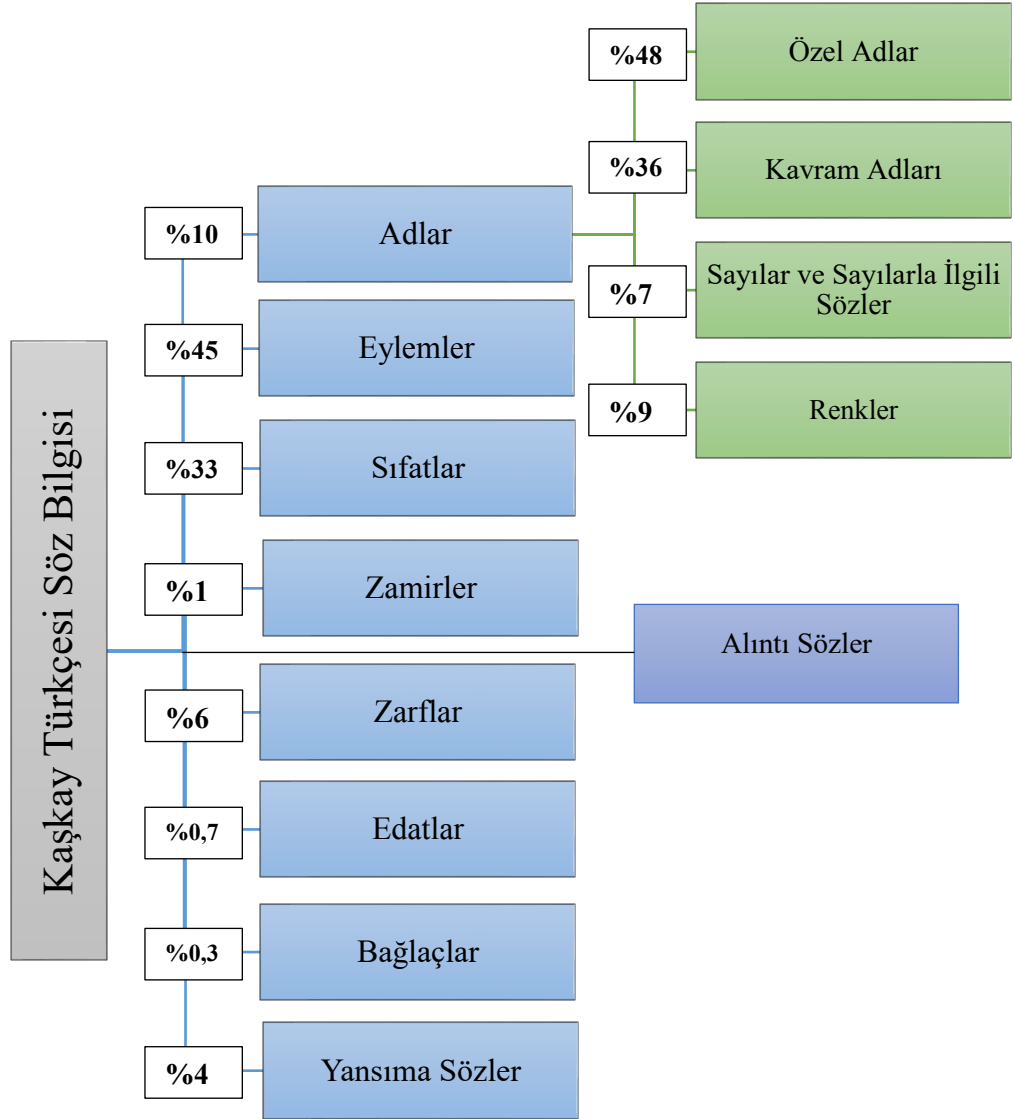 Kaşkay Türkçesi Söz Bilgisi
%10
Adlar
%45
Eylemler
%33
Sıfatlar
%1
Zamirler
%6
Zarflar
%0,7
Edatlar
%0,3
Bağlaçlar
%4
Yansıma Sözler
%48
Özel Adlar
%36
Kavram Adları
%7
Sayılar ve Sayılarla İlgili
Sözler
%9
Renkler
Alıntı Sözler